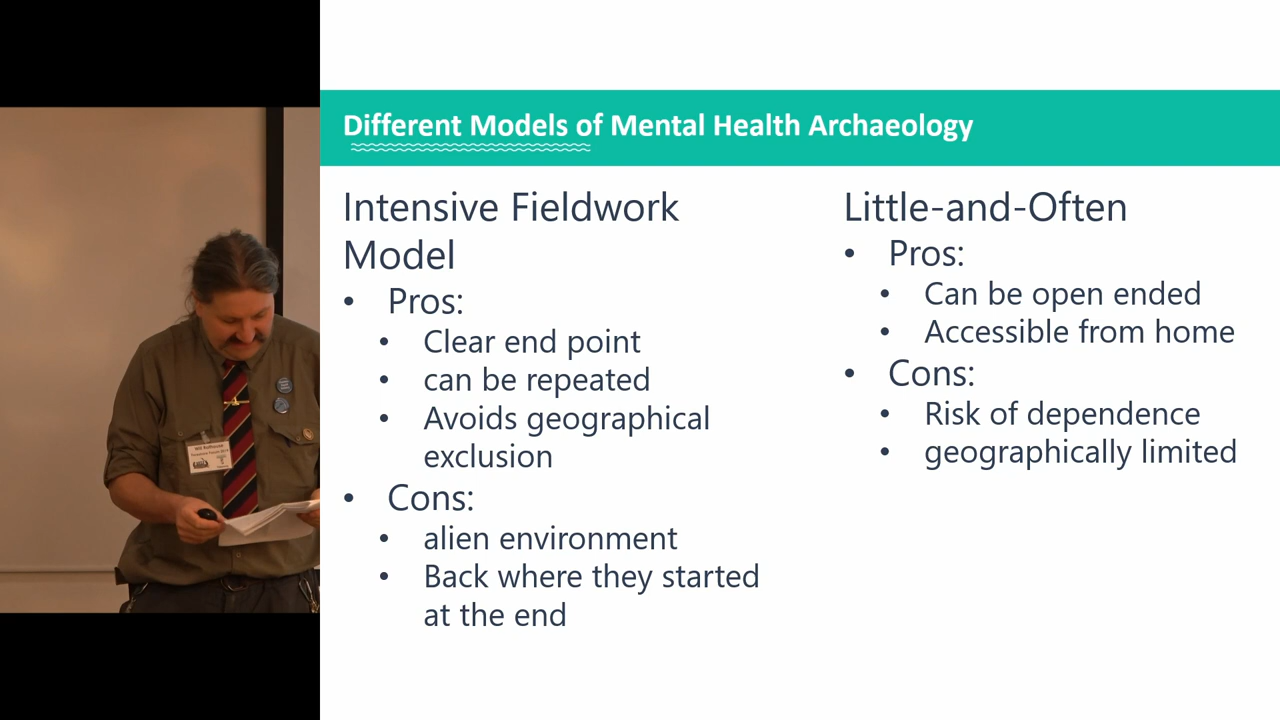 Different Models of Mental Health Archaeology
Intensive Fieldwork
Model
• Pros:
• Clear end point
• can be repeated
• Avoids geographical
exclusion
• Cons:
• alien environment
• Back where they started
at the end
Little-and-Often
• Pros:
• Can be open ended
• Accessible from home
• Cons:
• Risk of dependence
• geographically limited